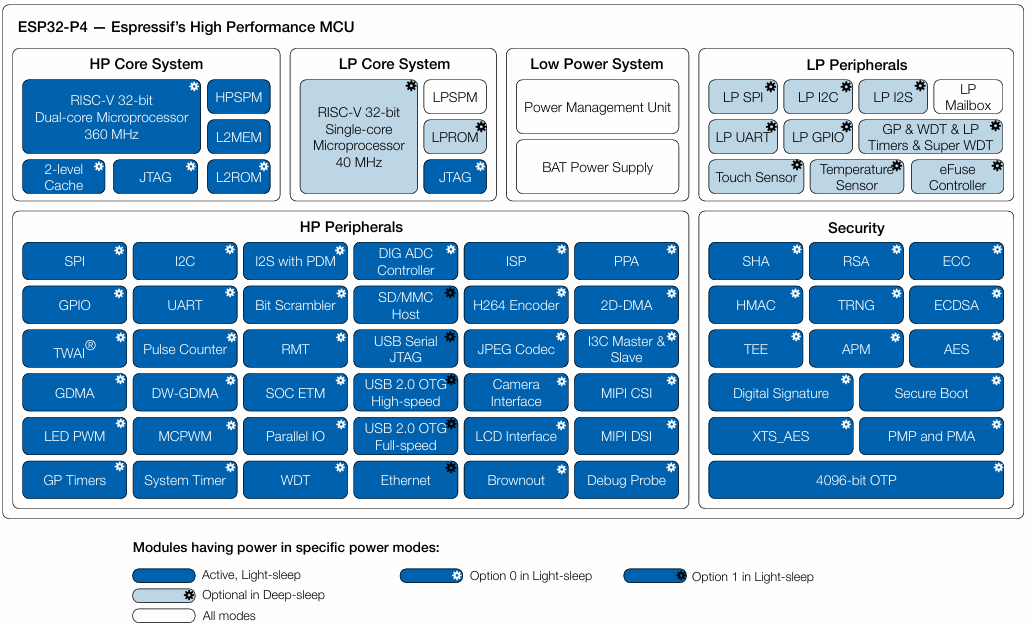 ESP32-P4 — Espressif's High Performance MCU
HP Core System
RISC-V 32-bit
Dual-core Microprocessor
360 MHz
HPSPM
L2MEM
2-level
Cache
JTAG
L2ROM
LP Core System
RISC-V 32-bit
Single-core
Microprocessor
40 MHz
LPSPM
LPROM
JTAG
Low Power System
Power Management Unit
BAT Power Supply
LP Peripherals
LP SPI
LP I2C
LP I2S
LP
Mailbox
LP UART
LP GPIO
GP & WDT & LP
Timers & Super WDT
Touch Sensor
Temperature
Sensor
eFuse
Controller
HP Peripherals
SPI
I2C
I2S with PDM
DIG ADC
Controller
ISP
PPA
GPIO
UART
Bit Scrambler
SD/MMC
Host
H264 Encoder
2D-DMA
TWAI®
Pulse Counter
RMT
USB Serial
JTAG
JPEG Codec
I3C Master &
Slave
GDMA
DW-GDMA
SOC ETM
USB 2.0 OTG
High-speed
Camera
Interface
MIPI CSI
LED PWM
MCPWM
Parallel IO
USB 2.0 OTG
Full-speed
LCD Interface
MIPI DSI
GP Timers
System Timer
WDT
Ethernet
Brownout
Debug Probe
Security
SHA
RSA
ECC
HMAC
TRNG
ECDSA
TEE
APM
AES
Digital Signature
Secure Boot
XTS_AES
PMP and PMA
4096-bit OTP
Modules having power in specific power modes:
Active, Light-sleep
Option 0 in Light-sleep
Option 1 in Light-sleep
Optional in Deep-sleep
All modes